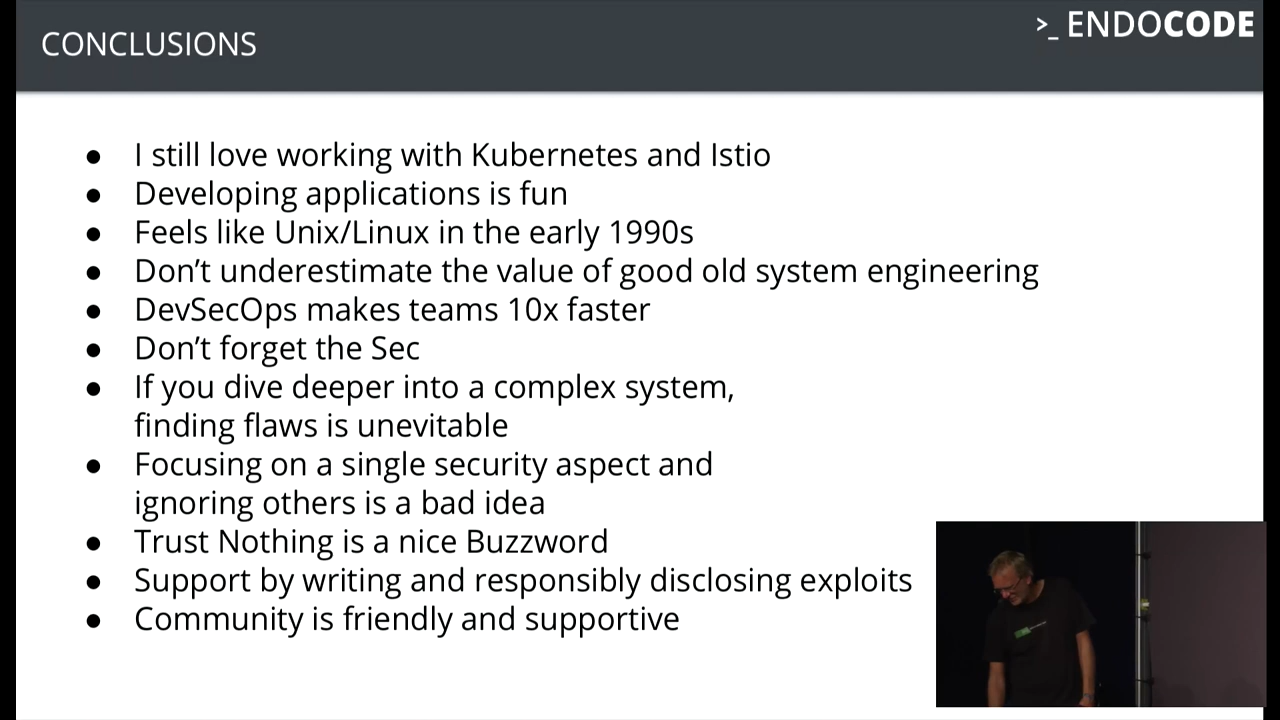 CONCLUSIONS
>_ ENDOCODE
● I still love working with Kubernetes and Istio
● Developing applications is fun
● Feels like Unix/Linux in the early 1990s
● Don’t underestimate the value of good old system engineering
● DevSecOps makes teams 10x faster
● Don’t forget the Sec
● If you dive deeper into a complex system,
finding flaws is unevitable
● Focusing on a single security aspect and
ignoring others is a bad idea
● Trust Nothing is a nice Buzzword
● Support by writing and responsibly disclosing exploits
● Community is friendly and supportive